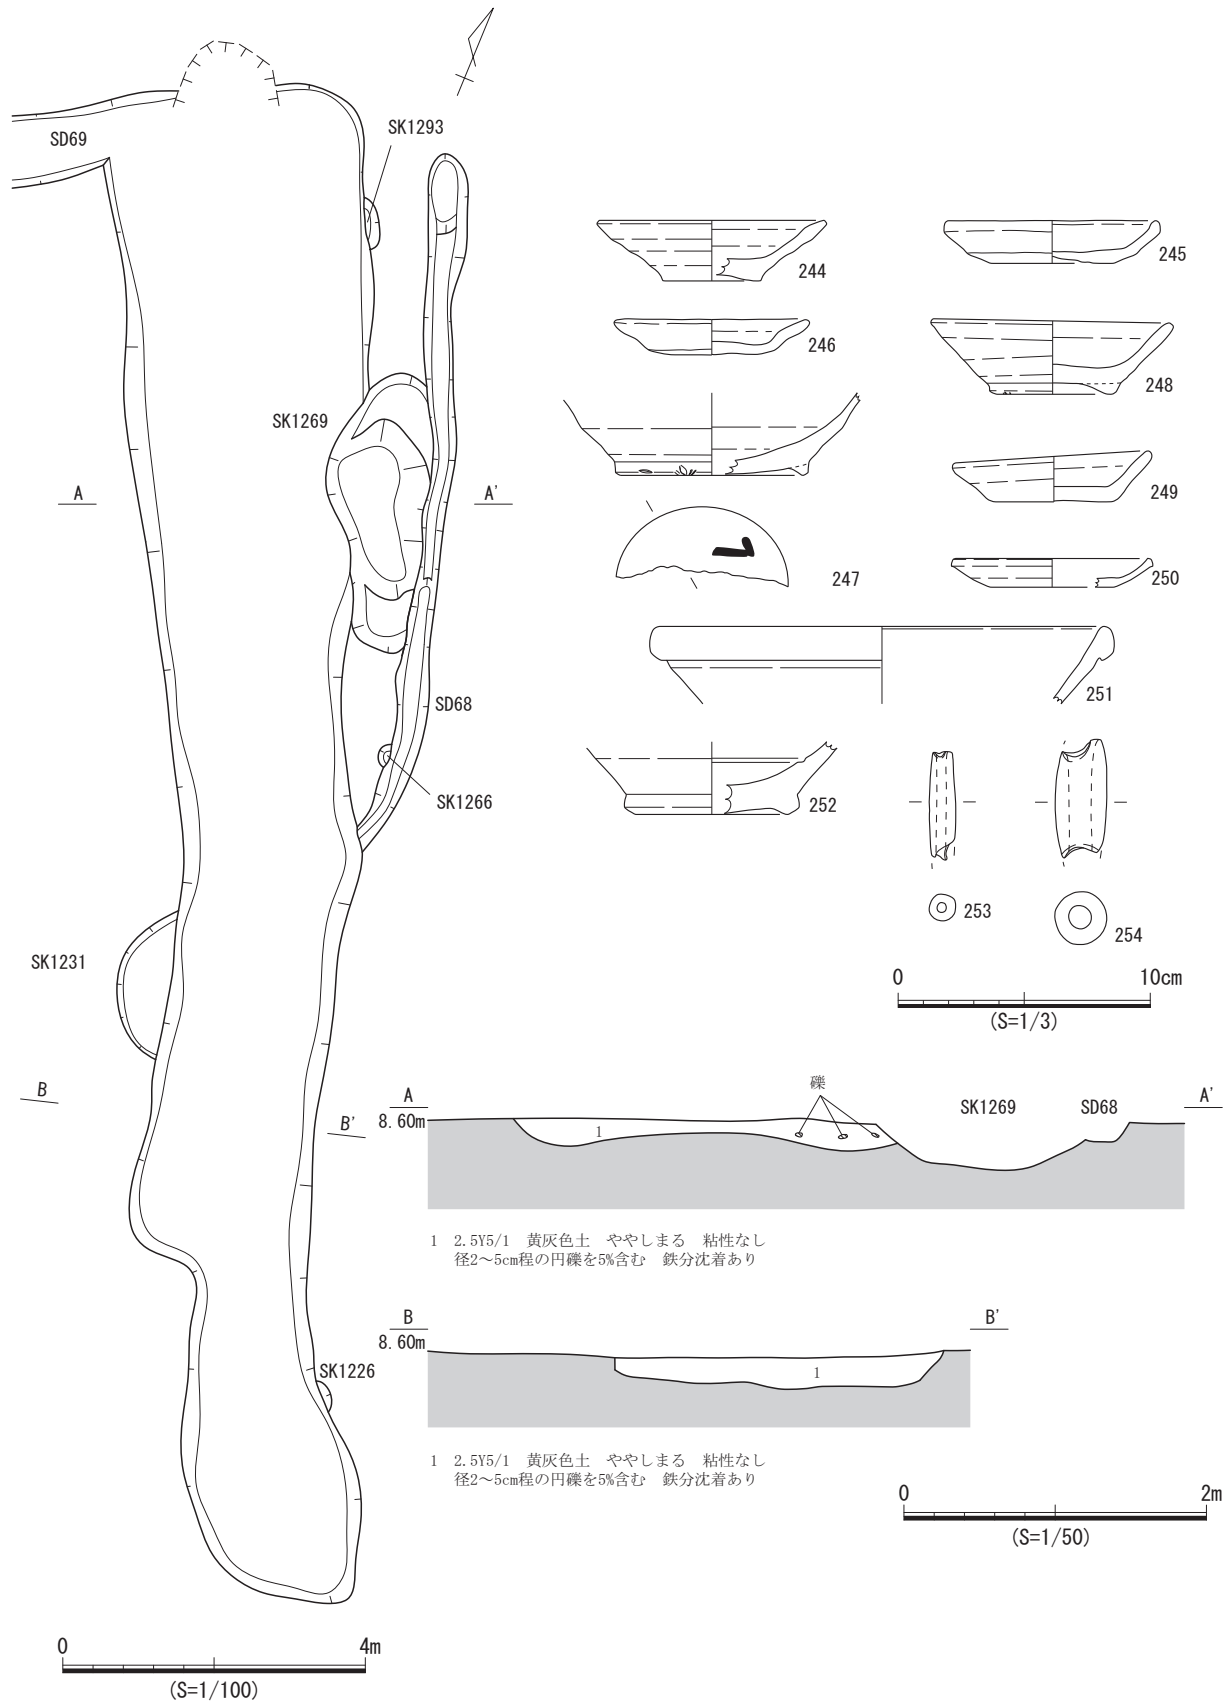 SD69
SK1293
SK1269
A
A'
SD68
SK1266
SK1231
B
B'
SK1226
0 4m
(S=1/100)
244
245
246
248
247
249
250
251
252
253
254
0 10cm
(S=1/3)
A
8.60m
1
礫
SK1269
SD68
A'
1 2.5Y5/1 黄灰色土 ややしまる 粘性なし
径2～5cm程の円礫を5%含む 鉄分沈着あり
B
8.60m
1
B'
1 2.5Y5/1 黄灰色土 ややしまる 粘性なし
径2～5cm程の円礫を5%含む 鉄分沈着あり
0 2m
(S=1/50)